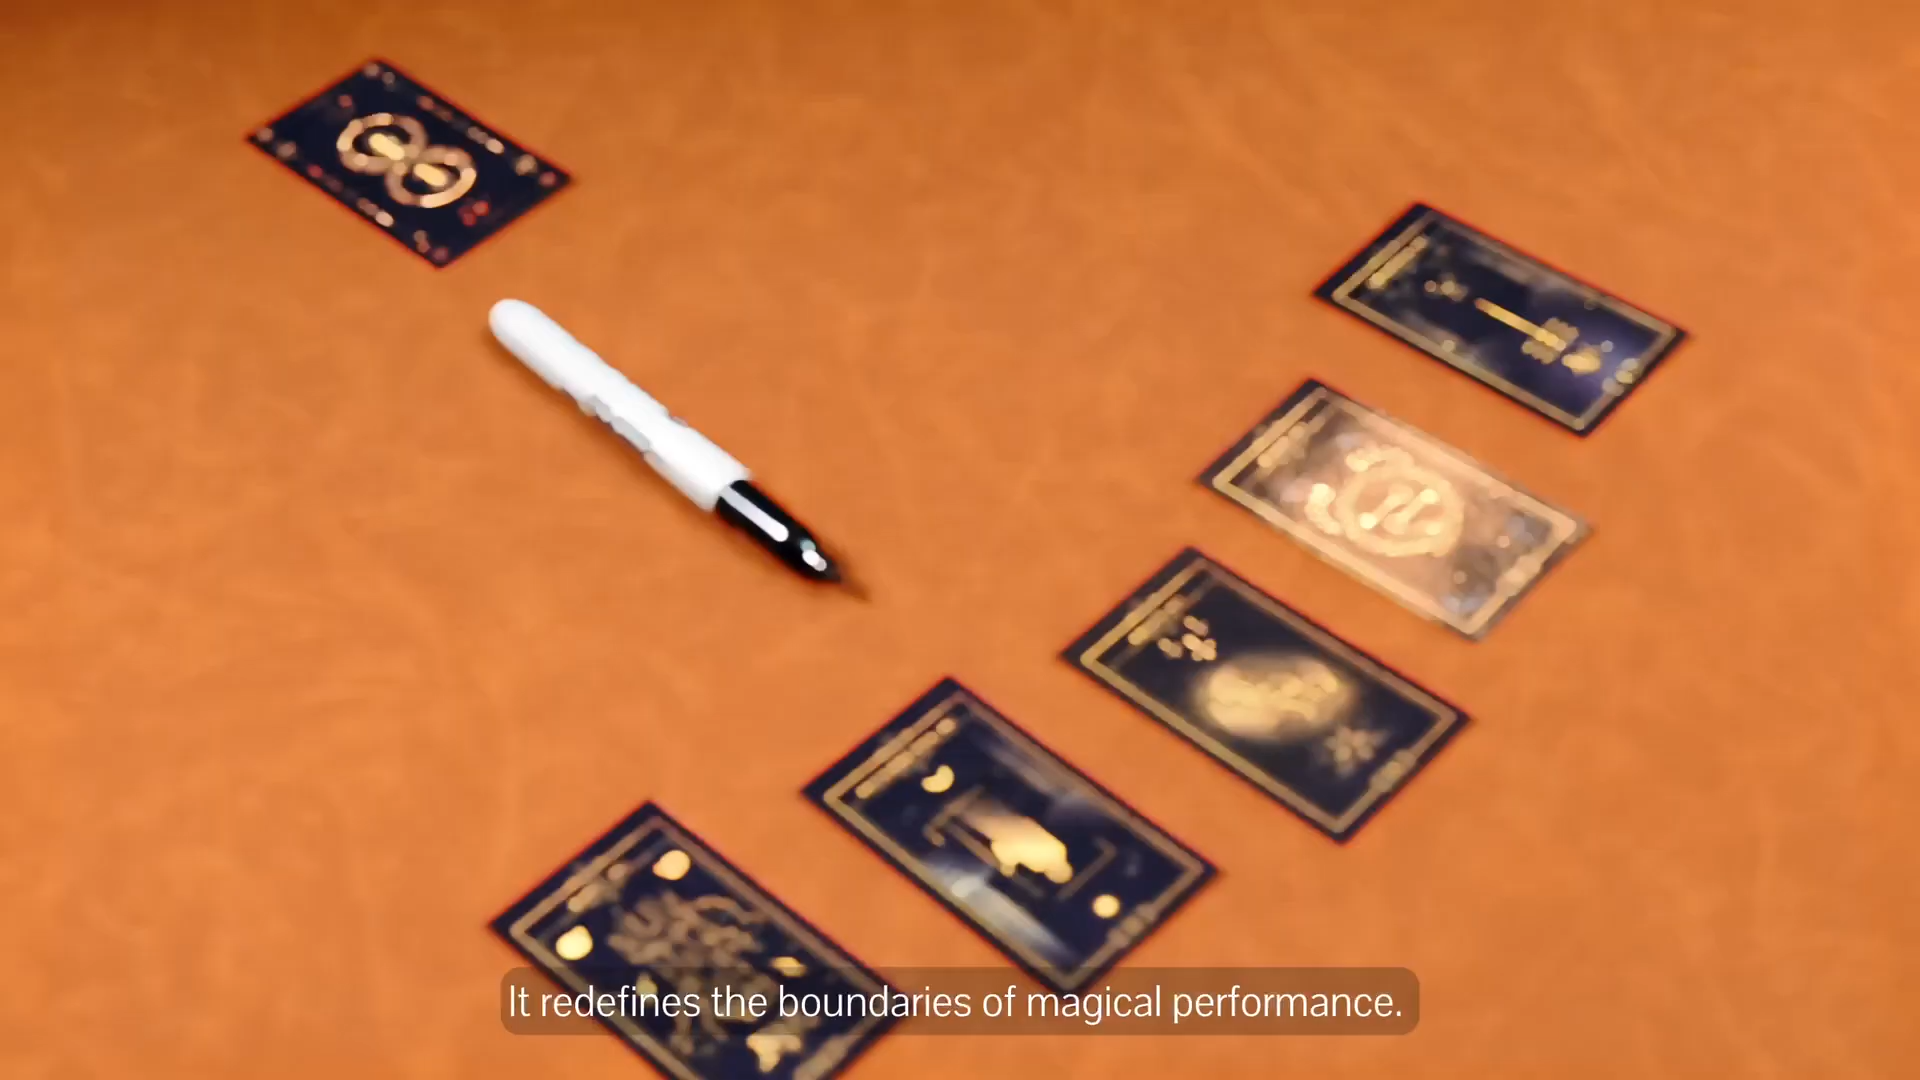 It redefines the boundaries of magical performance.